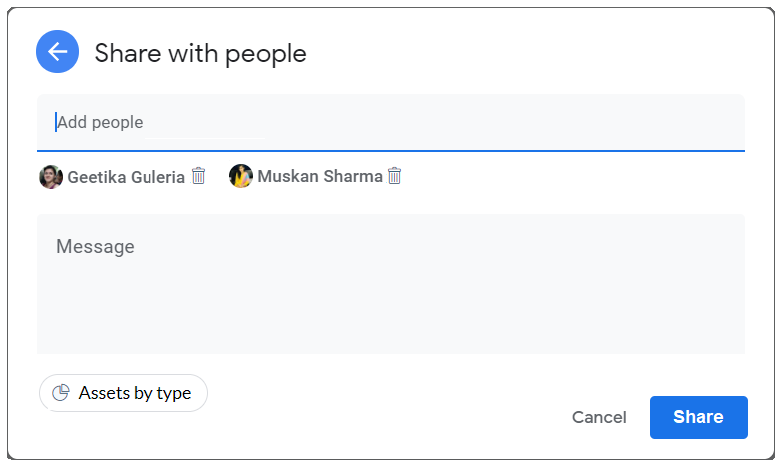 Share with people
Add people
Geetika Guleria Muskan Sharma
Message
Assets by type
Cancel Share